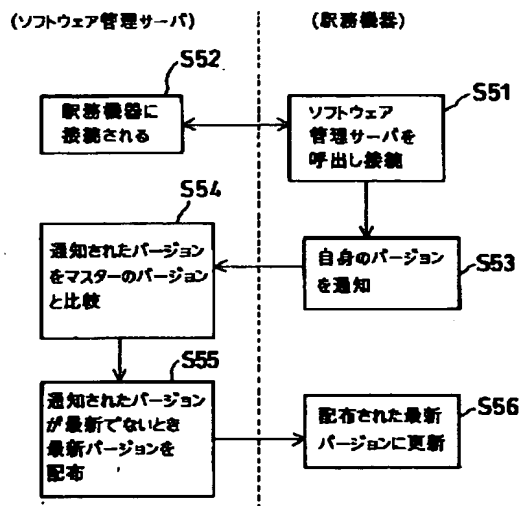 (ソフトウェア管理サーバ)
(駅務機器)
S52
駅務機器に
接続される
S51
ソフトウェア
管理サーバを
呼出し接続
S54
通知されたバージョン
をマスターのバージョン
と比較
自身のバージョン
を通知
S53
S55
通知されたバージョン
が最新でないとき
最新バージョンを
配布
配布された最新
バージョンに更新
S56